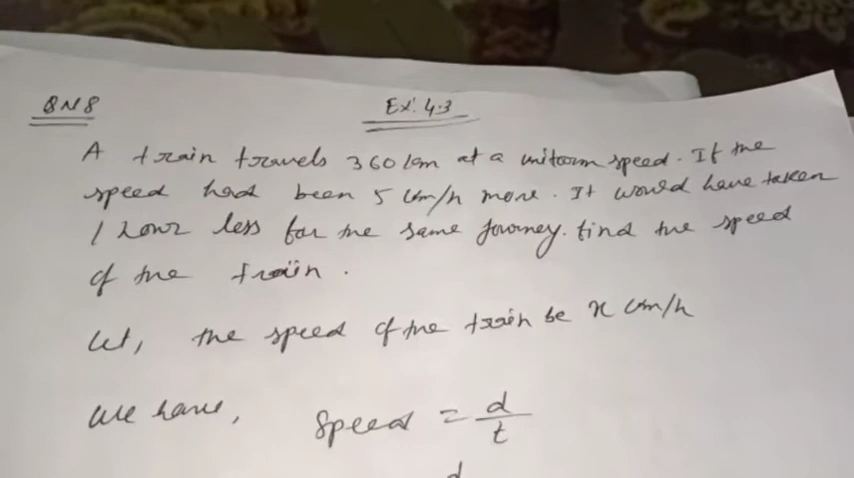 QN8
Ex: 4.3
A train travels 360 km at a uniform speed. If the
speed had been 5 km/h more. It would have taken
1 hour less for the same journey. find the speed
of the train.
Let, the speed of the train be x km/h
We have, Speed = d/t
d